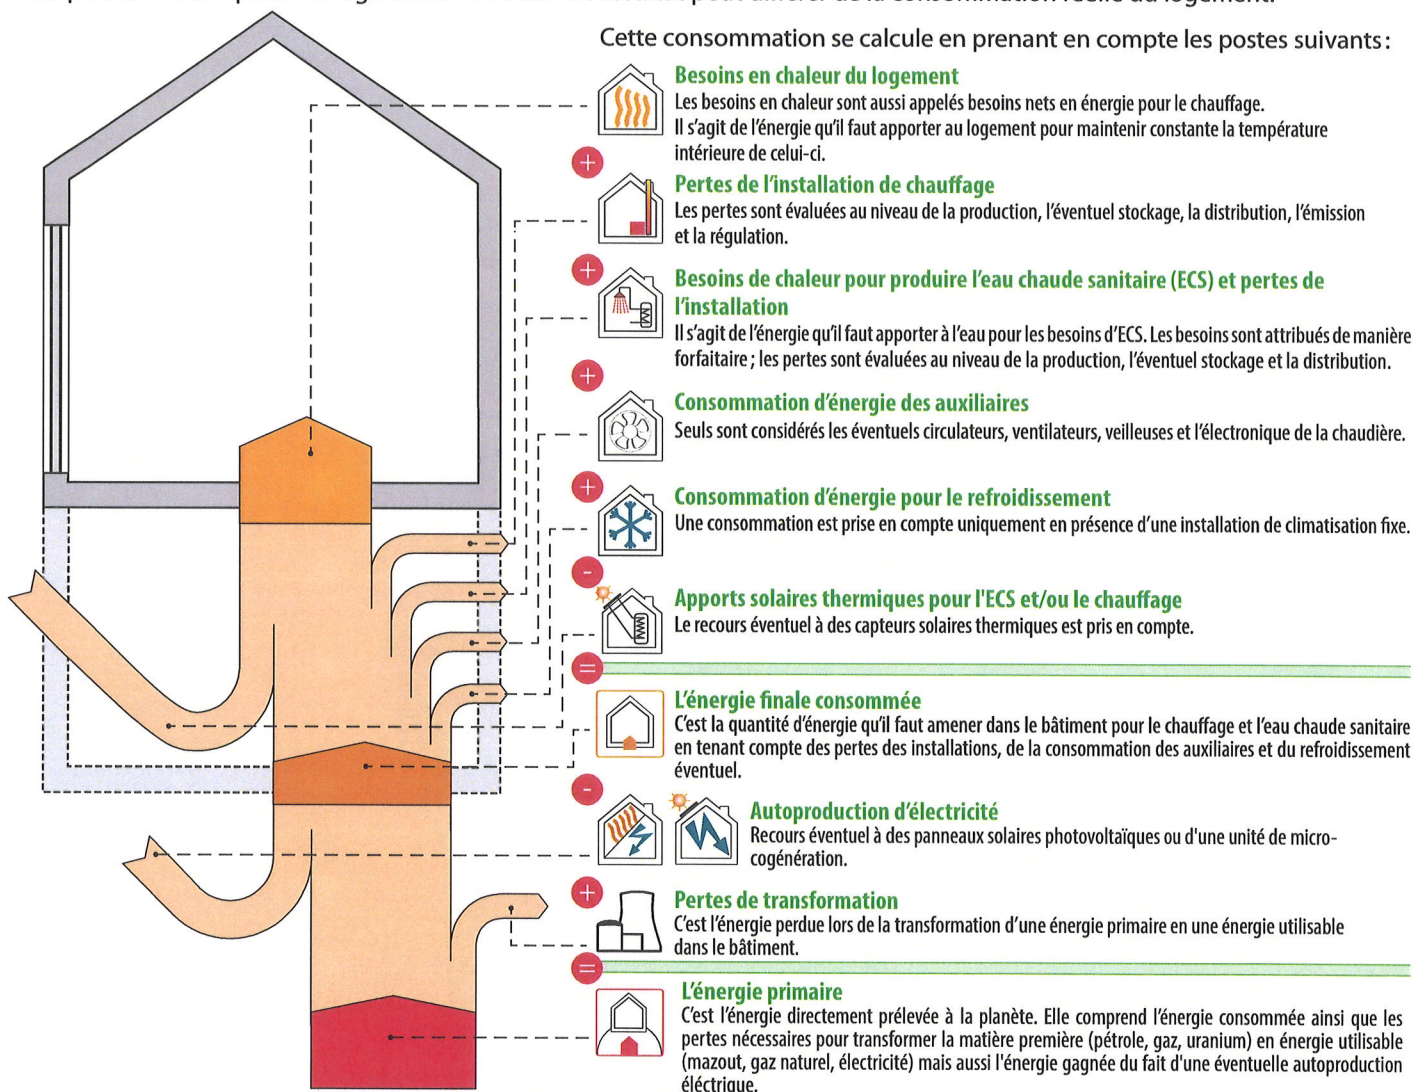 Cette consommation se calcule en prenant en compte les postes suivants :
Besoins en chaleur du logement
Les besoins en chaleur sont aussi appelés besoins nets en énergie pour le chauffage.
Il s'agit de l'énergie qu'il faut apporter au logement pour maintenir constante la température
intérieure de celui-ci.
+
Pertes de l'installation de chauffage
Les pertes sont évaluées au niveau de la production, l'éventuel stockage, la distribution, l'émission
et la régulation.
+
Besoins de chaleur pour produire l'eau chaude sanitaire (ECS) et pertes de
l'installation
Il s'agit de l'énergie qu'il faut apporter à l'eau pour les besoins d'ECS. Les besoins sont attribués de manière
forfaitaire ; les pertes sont évaluées au niveau de la production, l'éventuel stockage et la distribution.
+
Consommation d'énergie des auxiliaires
Seuls sont considérés les éventuels circulateurs, ventilateurs, veilleuses et l'électronique de la chaudière.
+
Consommation d'énergie pour le refroidissement
Une consommation est prise en compte uniquement en présence d'une installation de climatisation fixe.
-
Apports solaires thermiques pour l'ECS et/ou le chauffage
Le recours éventuel à des capteurs solaires thermiques est pris en compte.
=
L'énergie finale consommée
C'est la quantité d'énergie qu'il faut amener dans le bâtiment pour le chauffage et l'eau chaude sanitaire
en tenant compte des pertes des installations, de la consommation des auxiliaires et du refroidissement
éventuel.
-
Autoproduction d'électricité
Recours éventuel à des panneaux solaires photovoltaïques ou d'une unité de micro-
cogénération.
+
Pertes de transformation
C'est l'énergie perdue lors de la transformation d'une énergie primaire en une énergie utilisable
dans le bâtiment.
=
L'énergie primaire
C'est l'énergie directement prélevée à la planète. Elle comprend l'énergie consommée ainsi que les
pertes nécessaires pour transformer la matière première (pétrole, gaz, uranium) en énergie utilisable
(mazout, gaz naturel, électricité) mais aussi l'énergie gagnée du fait d'une éventuelle autoproduction
éléctrique.